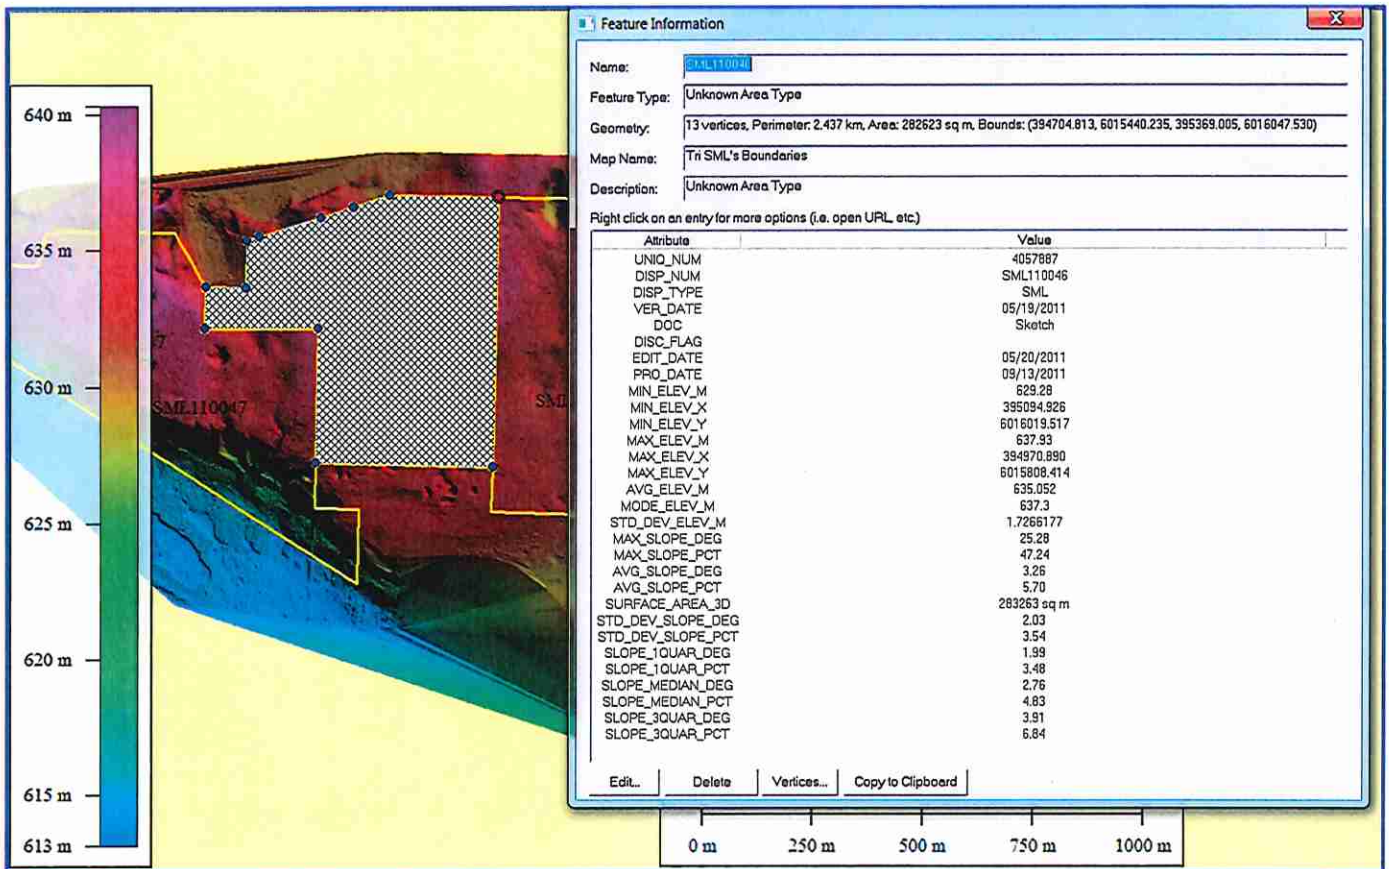 Feature Information
Name: SML110046
Feature Type: Unknown Area Type
Geometry: 13 vertices, Perimeter: 2.437 km, Area: 282623 sq m, Bounds: (394704.813, 6015440.235, 395369.005, 6016047.530)
Map Name: Tri SML's Boundaries
Description: Unknown Area Type
Right click on an entry for more options (i.e. open URL, etc.)
Attribute Value
UNIQ_NUM 4057887
DISP_NUM SML110046
DISP_TYPE SML
VER_DATE 05/19/2011
DOC Sketch
DISC_FLAG
EDIT_DATE 05/20/2011
PRO_DATE 09/13/2011
MIN_ELEV_M 629.28
MIN_ELEV_X 395094.926
MIN_ELEV_Y 6016019.517
MAX_ELEV_M 637.93
MAX_ELEV_X 394970.890
MAX_ELEV_Y 6015808.414
AVG_ELEV_M 635.052
MODE_ELEV_M 637.3
STD_DEV_ELEV_M 1.7266177
MAX_SLOPE_DEG 25.28
MAX_SLOPE_PCT 47.24
AVG_SLOPE_DEG 3.26
AVG_SLOPE_PCT 5.70
SURFACE_AREA_3D 283263 sq m
STD_DEV_SLOPE_DEG 2.03
STD_DEV_SLOPE_PCT 3.54
SLOPE_1QUAR_DEG 1.99
SLOPE_1QUAR_PCT 3.48
SLOPE_MEDIAN_DEG 2.76
SLOPE_MEDIAN_PCT 4.83
SLOPE_3QUAR_DEG 3.91
SLOPE_3QUAR_PCT 6.84
Edit... Delete Vertices... Copy to Clipboard
640 m
635 m
630 m
625 m
620 m
615 m
613 m
7
SML110047
SML
0 m 250 m 500 m 750 m 1000 m